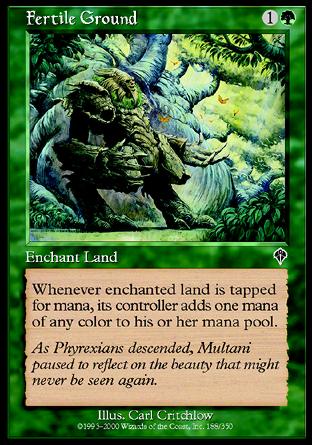 Fertile Ground 1
Enchant Land
Whenever enchanted land is tapped
for mana, its controller adds one mana
of any color to his or her mana pool.
As Phyrexians descended, Multani
paused to reflect on the beauty that might
never be seen again.
Illus. Carl Critchlow
©1993-2000 Wizards of the Coast, Inc. 188/350